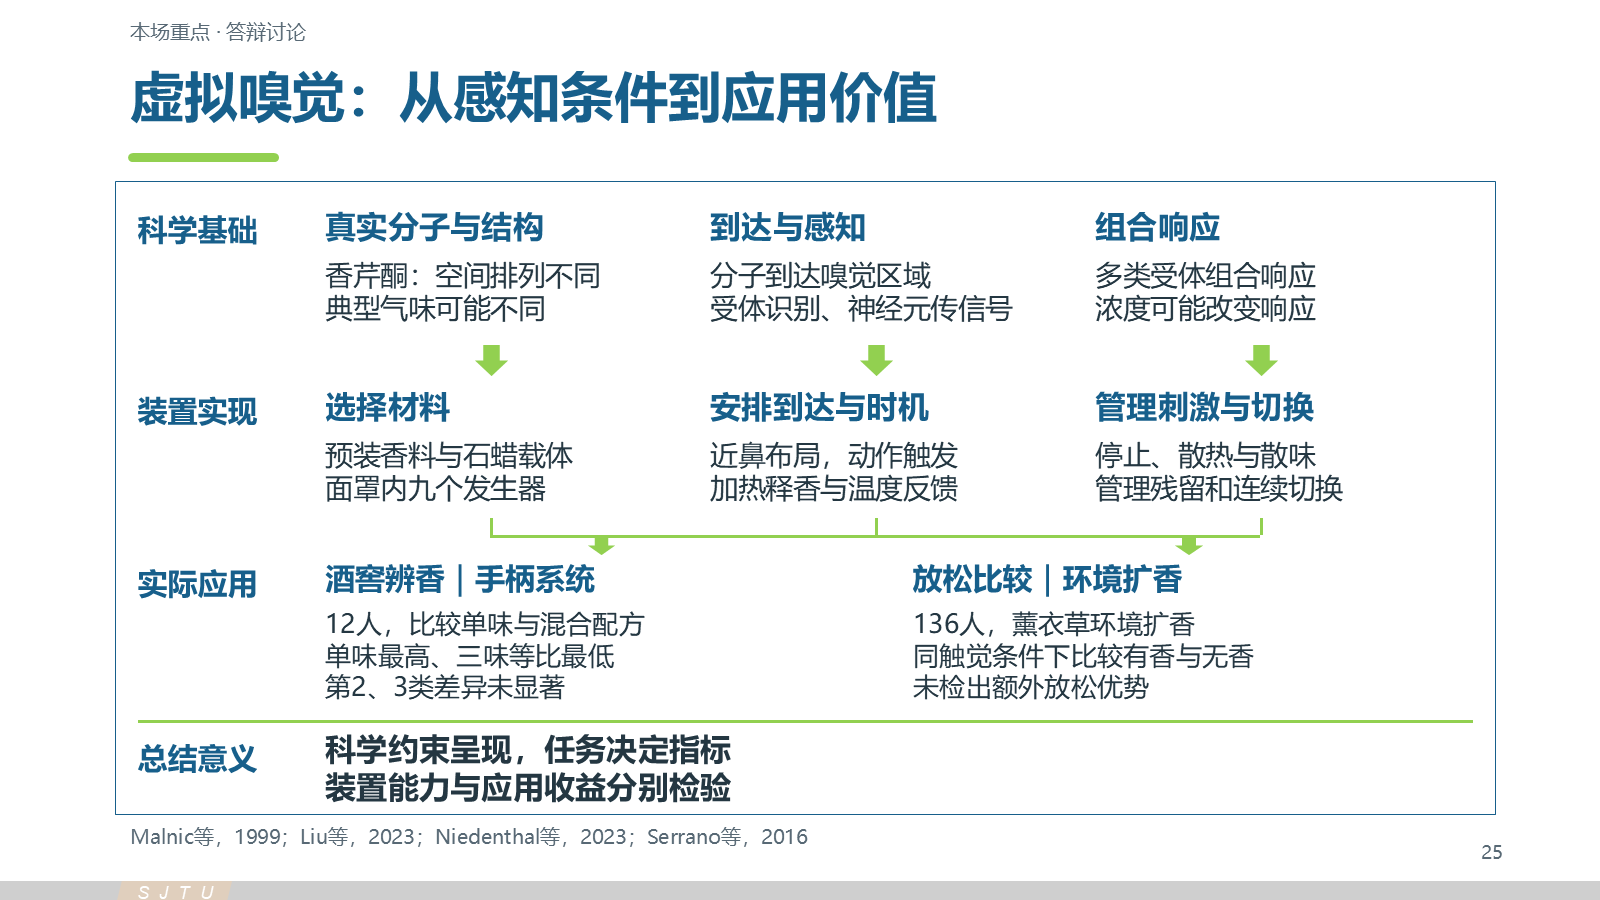 本场重点 · 答辩讨论
虚拟嗅觉：从感知条件到应用价值
科学基础
真实分子与结构
香芹酮：空间排列不同
典型气味可能不同
到达与感知
分子到达嗅觉区域
受体识别、神经元传信号
组合响应
多类受体组合响应
浓度可能改变响应
装置实现
选择材料
预装香料与石蜡载体
面罩内九个发生器
安排到达与时机
近鼻布局，动作触发
加热释香与温度反馈
管理刺激与切换
停止、散热与散味
管理残留和连续切换
实际应用
酒窖辨香｜手柄系统
12人，比较单味与混合配方
单味最高、三味等比最低
第2、3类差异未显著
放松比较｜环境扩香
136人，薰衣草环境扩香
同触觉条件下比较有香与无香
未检出额外放松优势
总结意义
科学约束呈现，任务决定指标
装置能力与应用收益分别检验
Malnic等，1999；Liu等，2023；Niedenthal等，2023；Serrano等，2016
25
SJTU